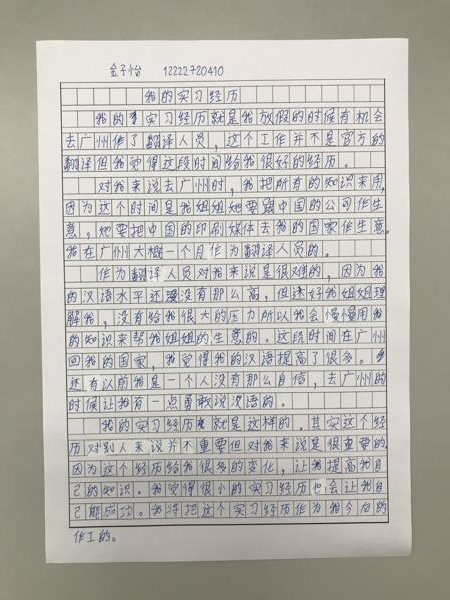 金子怡 12222720410
我的实习经历
我的实习经历就是我放假的时候有机会
去广州作了翻译人员，这个工作并不是官方的
翻译但我觉得这段时间给我很好的经历。
对我来说去广州时，我把所有的知识来用，
因为这个时间是我姐姐她要跟中国的公司作生
意，她要把中国的印刷媒体去我的国家作生意。
我在广州大概一个月作为翻译人员的。
作为翻译人员对我来说是很难的，因为我
的汉语水平还没有那么高，但还好我姐姐理
解我，没有给我很大的压力所以我会慢慢用我
的知识来帮我姐姐的生意的。这段时间在广州
回我的国家，我觉得我的汉语提高了很多。
还有以前我是一个人没有那么自信，去广州的
时候让我有一点勇敢说汉语的。
我的实习经历就是这样的，其实这个经
历对别人来说并不重要但对我来说是很重要的
因为这个经历给我很多的变化，让我提高我自
己的知识。我觉得很小的实习经历也会让我自
己能成功。我将把这个实习经历作为我今向的
作工的。